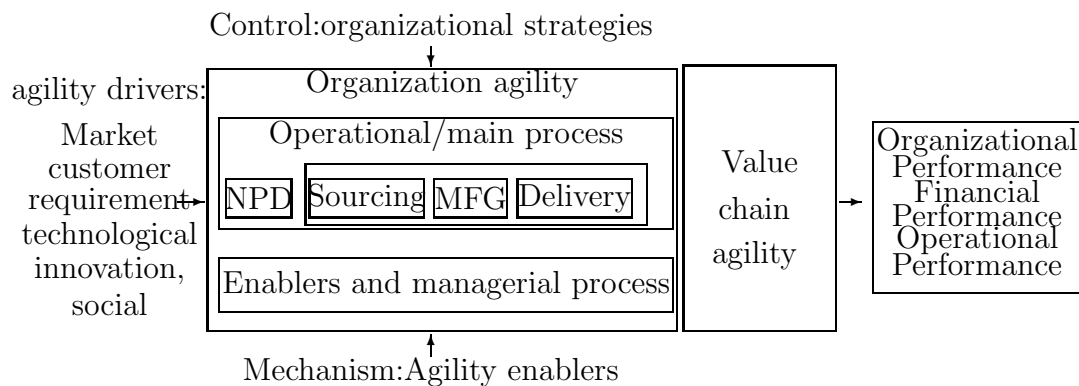 Control:organizational strategies
agility drivers:
Market
customer
requirement
technological
innovation,
social
Organization agility
Operational/main process
NPD Sourcing MFG Delivery
Enablers and managerial process
Value
chain
agility
Organizational
Performance
Financial
Performance
Operational
Performance
Mechanism:Agility enablers